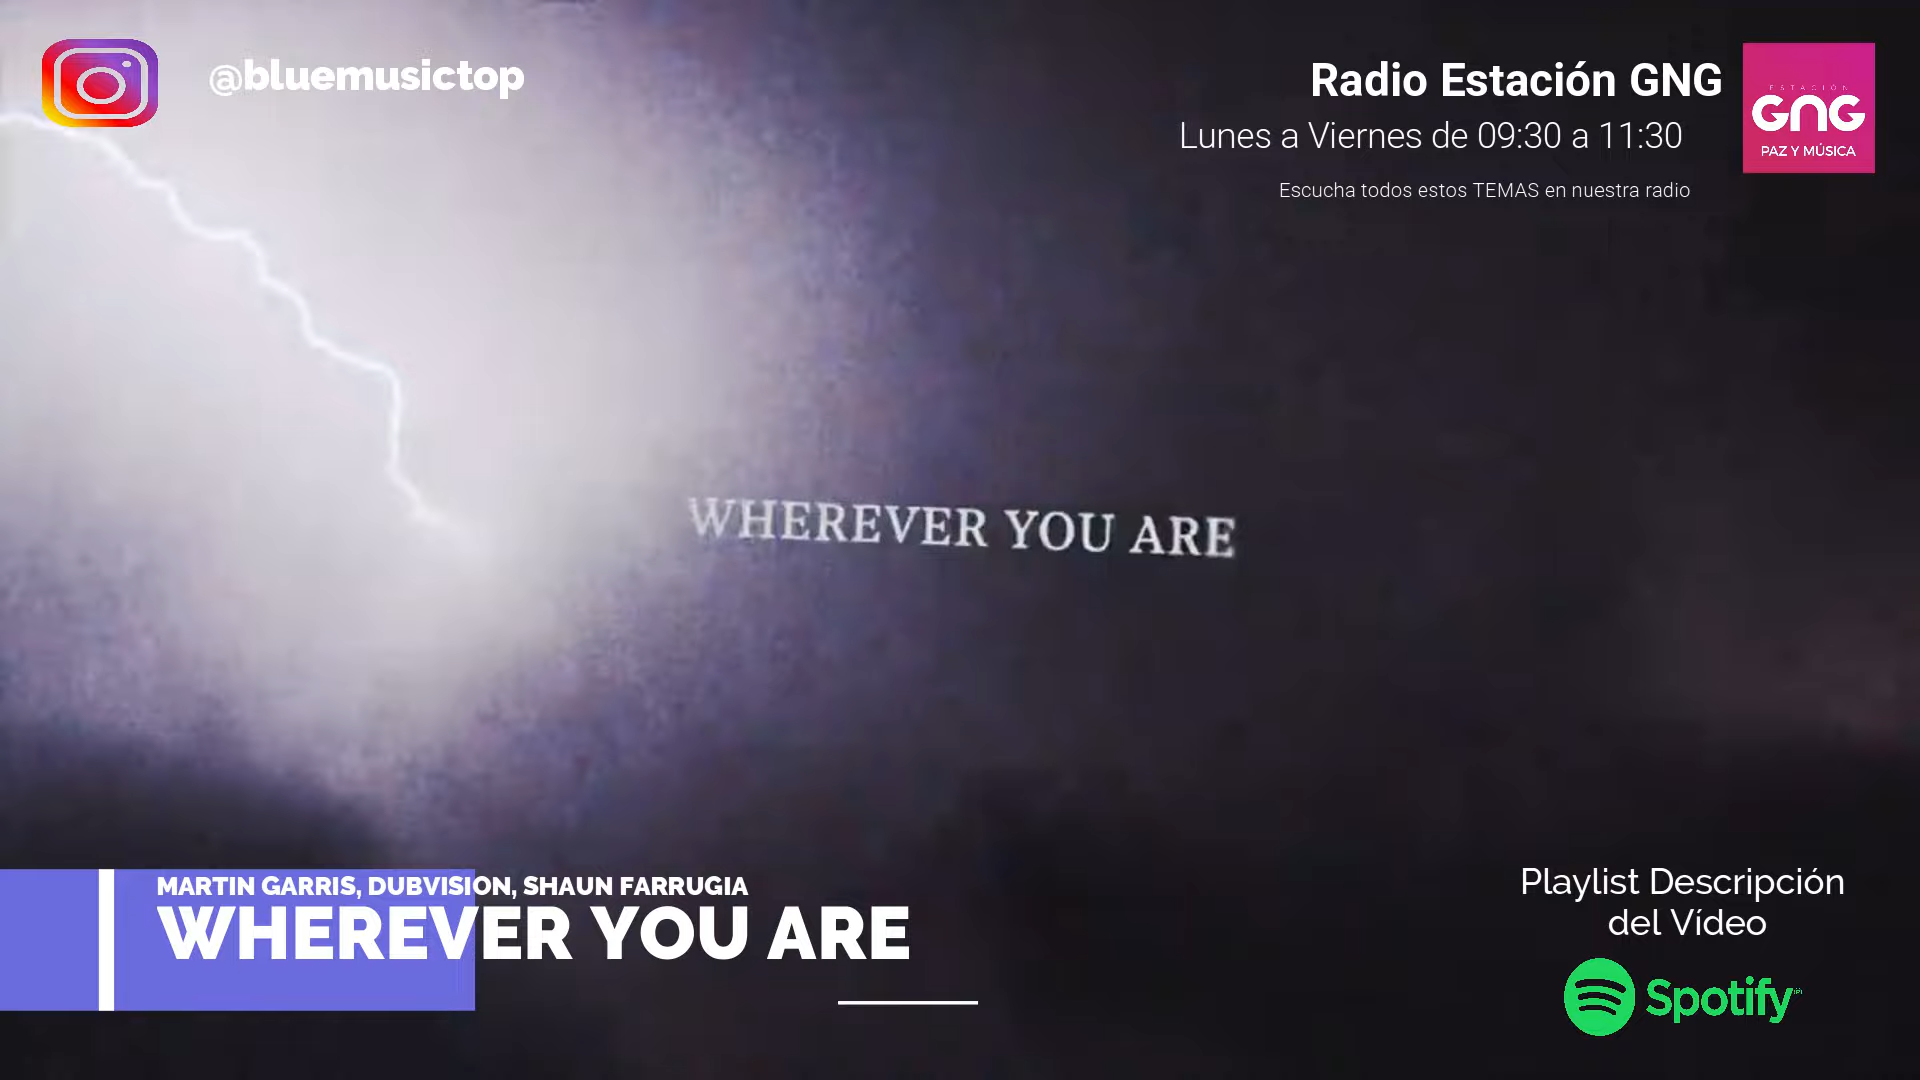 @bluemusictop
Radio Estación GNG
Lunes a Viernes de 09:30 a 11:30
Escucha todos estos TEMAS en nuestra radio
ESTACIÓN
GNG
PAZ Y MÚSICA
WHEREVER YOU ARE
MARTIN GARRIS, DUBVISION, SHAUN FARRUGIA
WHEREVER YOU ARE
Playlist Descripción
del Vídeo
Spotify